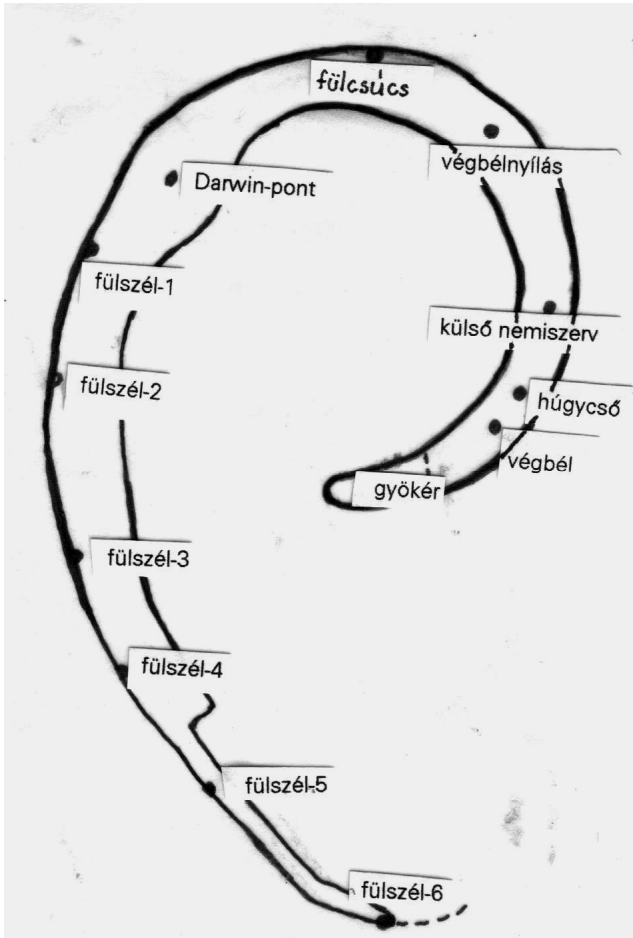 fülcsúcs
végbélnyílás
Darwin-pont
fülszél-1
külső nemiszerv
fülszél-2
húgycső
végbél
gyökér
fülszél-3
fülszél-4
fülszél-5
fülszél-6